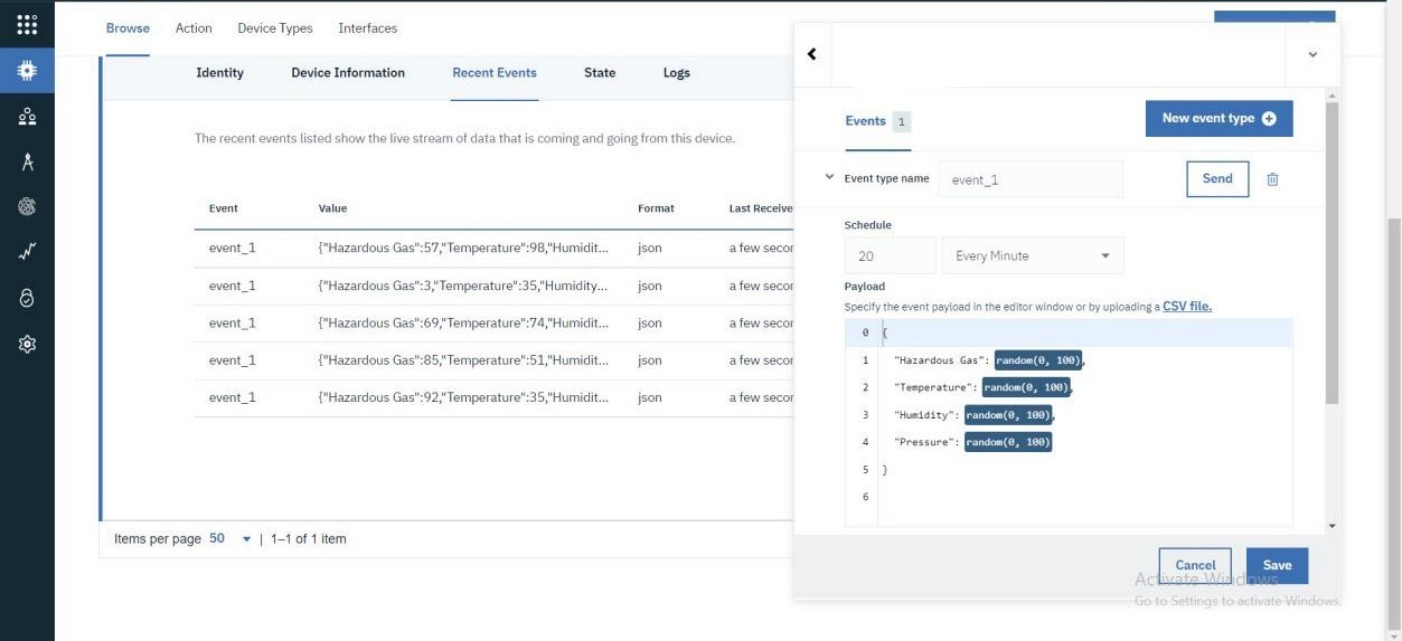 Browse Action Device Types Interfaces
Identity Device Information Recent Events State Logs
The recent events listed show the live stream of data that is coming and going from this device.
Event Value Format Last Receive
event_1 {"Hazardous Gas":57,"Temperature":98,"Humidit... json a few secon
event_1 {"Hazardous Gas":3,"Temperature":35,"Humidity... json a few secon
event_1 {"Hazardous Gas":69,"Temperature":74,"Humidit... json a few secon
event_1 {"Hazardous Gas":85,"Temperature":51,"Humidit... json a few secon
event_1 {"Hazardous Gas":92,"Temperature":35,"Humidit... json a few secon
Items per page 50 | 1–1 of 1 item
Events 1 New event type
Event type name event_1 Send
Schedule
20 Every Minute
Payload
Specify the event payload in the editor window or by uploading a CSV file.
0 {
1 "Hazardous Gas": random(0, 100),
2 "Temperature": random(0, 100),
3 "Humidity": random(0, 100),
4 "Pressure": random(0, 100)
5 }
6
Cancel Save
Activate Windows
Go to Settings to activate Windows.